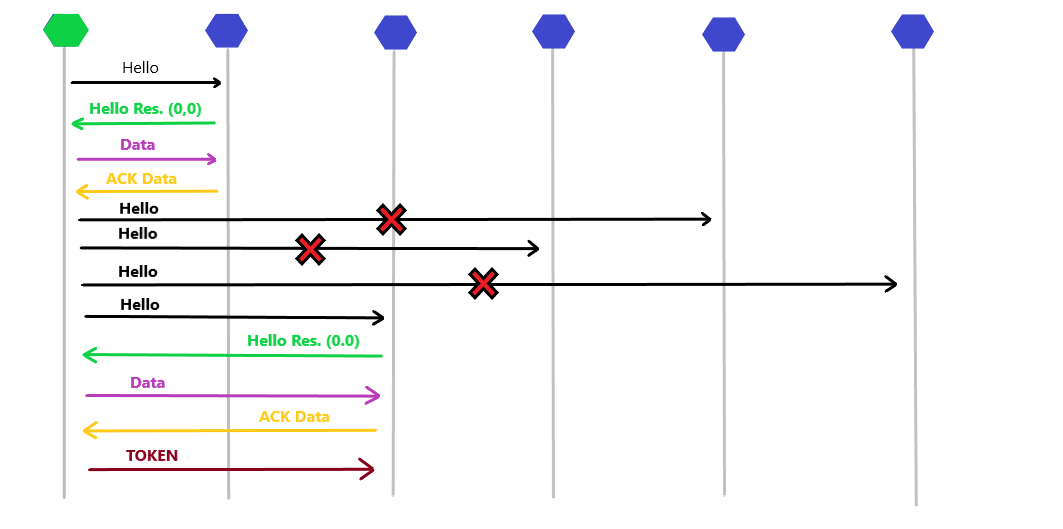 Hello
Hello Res. (0,0)
Data
ACK Data
Hello
Hello
Hello
Hello
Hello Res. (0.0)
Data
ACK Data
TOKEN